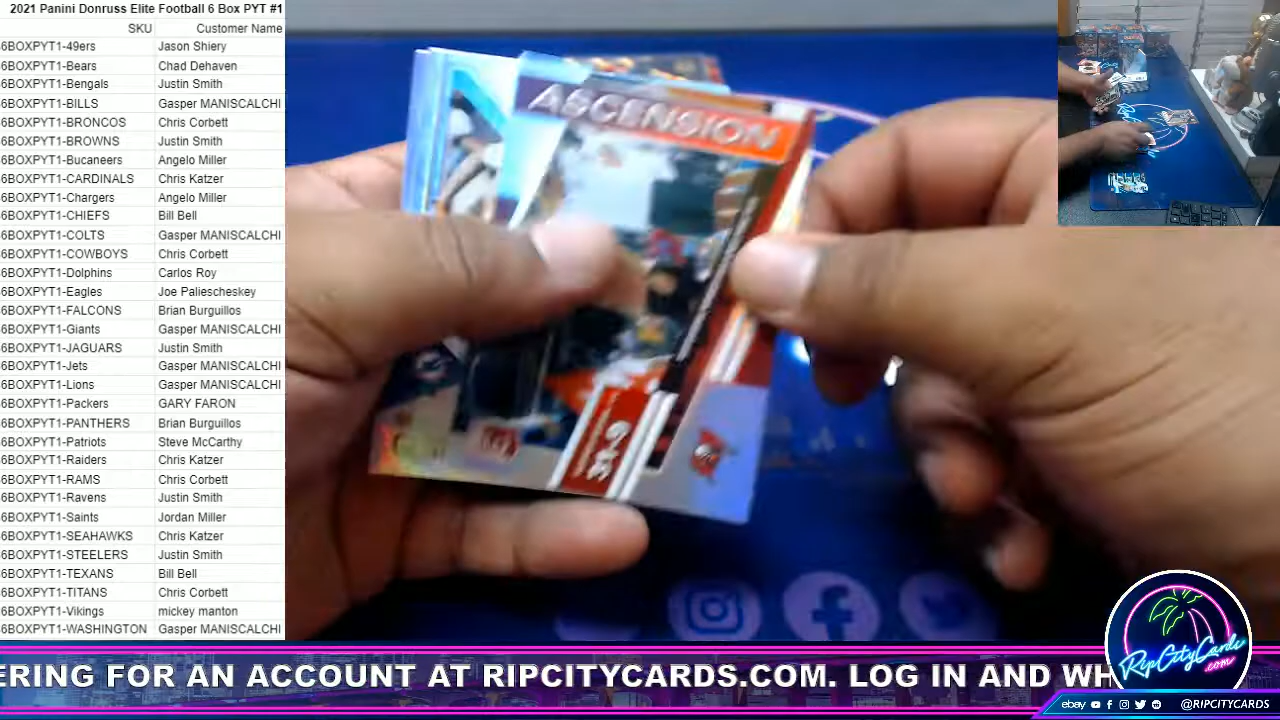 2021 Panini Donruss Elite Football 6 Box PYT #1
SKU Customer Name
6BOXPYT1-49ers Jason Shiery
6BOXPYT1-Bears Chad Dehaven
6BOXPYT1-Bengals Justin Smith
6BOXPYT1-BILLS Gasper MANISCALCHI
6BOXPYT1-BRONCOS Chris Corbett
6BOXPYT1-BROWNS Justin Smith
6BOXPYT1-Bucaneers Angelo Miller
6BOXPYT1-CARDINALS Chris Katzer
6BOXPYT1-Chargers Angelo Miller
6BOXPYT1-CHIEFS Bill Bell
6BOXPYT1-COLTS Gasper MANISCALCHI
6BOXPYT1-COWBOYS Chris Corbett
6BOXPYT1-Dolphins Carlos Roy
6BOXPYT1-Eagles Joe Paliescheskey
6BOXPYT1-FALCONS Brian Burguillos
6BOXPYT1-Giants Gasper MANISCALCHI
6BOXPYT1-JAGUARS Justin Smith
6BOXPYT1-Jets Gasper MANISCALCHI
6BOXPYT1-Lions Gasper MANISCALCHI
6BOXPYT1-Packers GARY FARON
6BOXPYT1-PANTHERS Brian Burguillos
6BOXPYT1-Patriots Steve McCarthy
6BOXPYT1-Raiders Chris Katzer
6BOXPYT1-RAMS Chris Corbett
6BOXPYT1-Ravens Justin Smith
6BOXPYT1-Saints Jordan Miller
6BOXPYT1-SEAHAWKS Chris Katzer
6BOXPYT1-STEELERS Justin Smith
6BOXPYT1-TEXANS Bill Bell
6BOXPYT1-TITANS Chris Corbett
6BOXPYT1-Vikings mickey manton
6BOXPYT1-WASHINGTON Gasper MANISCALCHI
ASCENSION
ERING FOR AN ACCOUNT AT RIPCITYCARDS.COM. LOG IN AND WH
RipCityCards
.com
ebay @RIPCITYCARDS